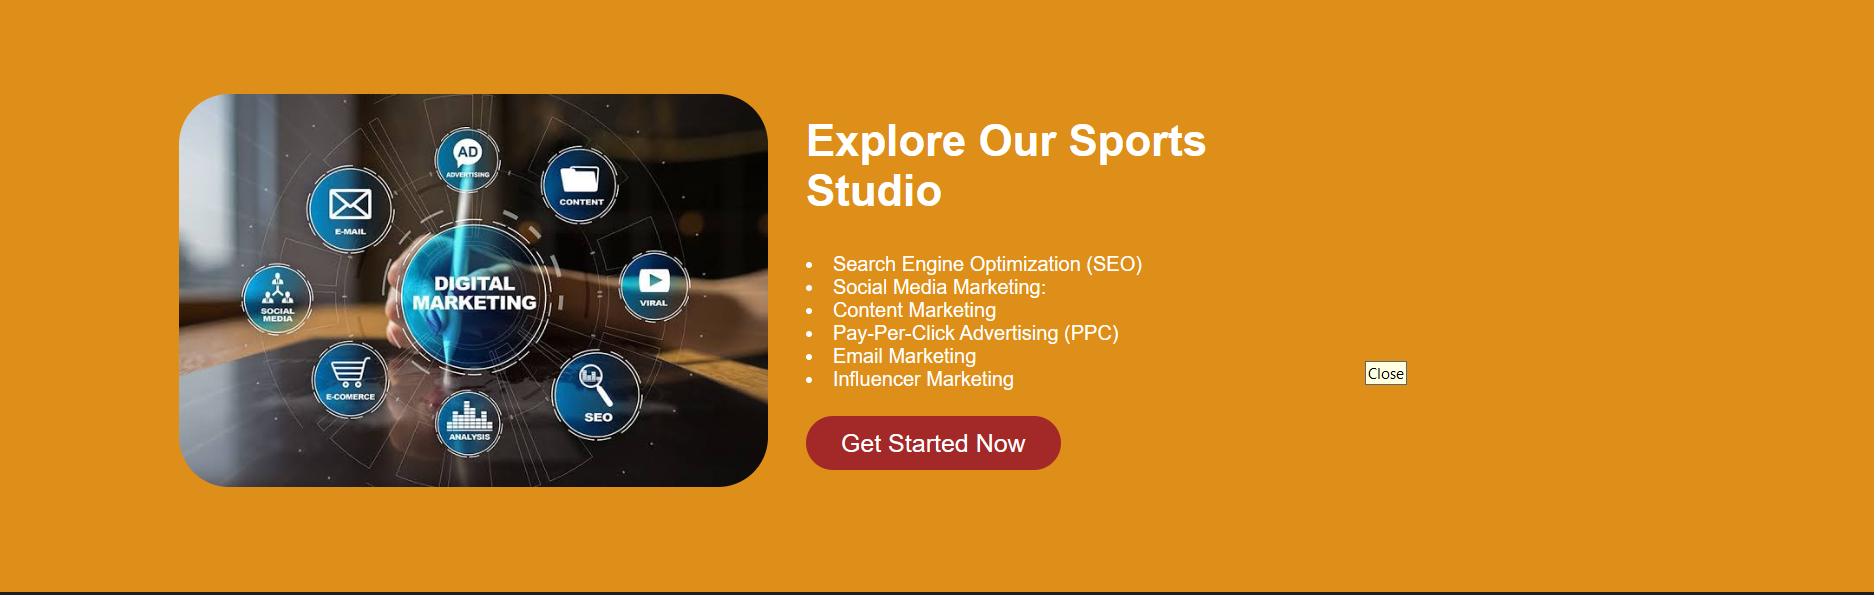 AD
ADVERTISING
CONTENT
E-MAIL
DIGITAL
MARKETING
VIRAL
SOCIAL
MEDIA
E-COMERCE
SEO
ANALYSIS
Explore Our Sports
Studio
Search Engine Optimization (SEO)
Social Media Marketing:
Content Marketing
Pay-Per-Click Advertising (PPC)
Email Marketing
Influencer Marketing
Get Started Now
Close